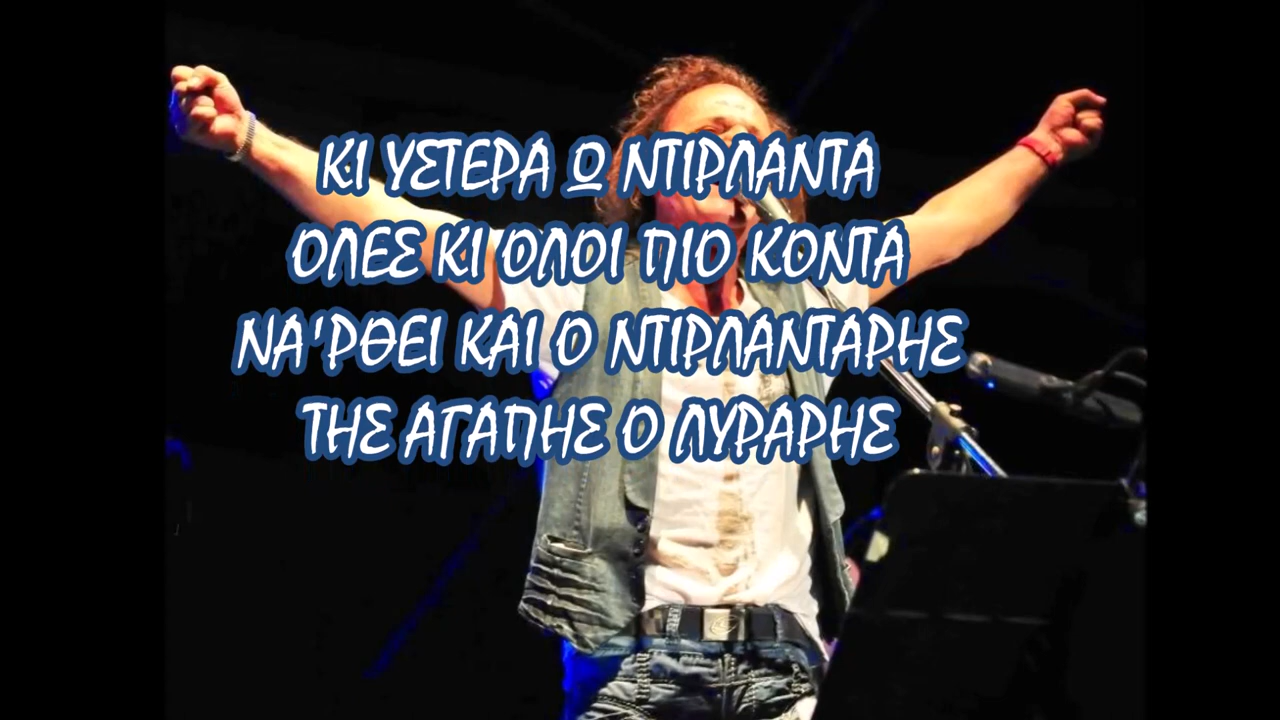 ΚΙ ΥΣΤΕΡΑ Ω ΝΤΙΡΛΑΝΤΑ
ΟΛΕΣ ΚΙ ΟΛΟΙ ΠΙΟ ΚΟΝΤΑ
ΝΑ'ΡΘΕΙ ΚΑΙ Ο ΝΤΙΡΛΑΝΤΑΡΗΣ
ΤΗΣ ΑΓΑΠΗΣ Ο ΛΥΡΑΡΗΣ